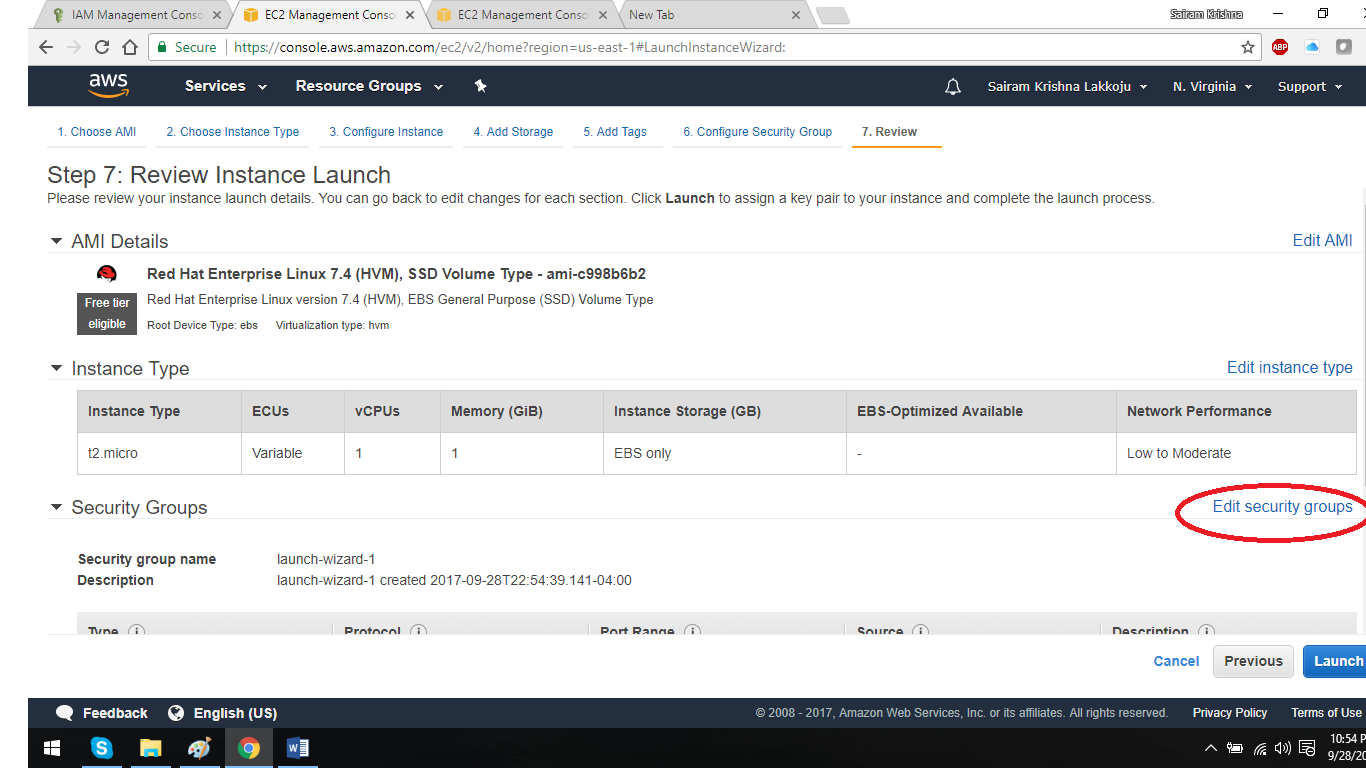 IAM Management Conso
EC2 Management Conso
EC2 Management Conso
New Tab
Sairam Krishna
Secure
https://console.aws.amazon.com/ec2/v2/home?region=us-east-1#LaunchInstanceWizard:
ABP
aws
Services
Resource Groups
Sairam Krishna Lakkoju
N. Virginia
Support
1. Choose AMI
2. Choose Instance Type
3. Configure Instance
4. Add Storage
5. Add Tags
6. Configure Security Group
7. Review
Step 7: Review Instance Launch
Please review your instance launch details. You can go back to edit changes for each section. Click Launch to assign a key pair to your instance and complete the launch process.
AMI Details
Edit AMI
Red Hat Enterprise Linux 7.4 (HVM), SSD Volume Type - ami-c998b6b2
Free tier
eligible
Red Hat Enterprise Linux version 7.4 (HVM), EBS General Purpose (SSD) Volume Type
Root Device Type: ebs Virtualization type: hvm
Instance Type
Edit instance type
Instance Type ECUs vCPUs Memory (GiB) Instance Storage (GB) EBS-Optimized Available Network Performance
t2.micro Variable 1 1 EBS only - Low to Moderate
Security Groups
Edit security groups
Security group name launch-wizard-1
Description launch-wizard-1 created 2017-09-28T22:54:39.141-04:00
Type Protocol Port Range Source Description
Cancel
Previous
Launch
Feedback
English (US)
© 2008 - 2017, Amazon Web Services, Inc. or its affiliates. All rights reserved.
Privacy Policy
Terms of Use
10:54 P
9/28/20